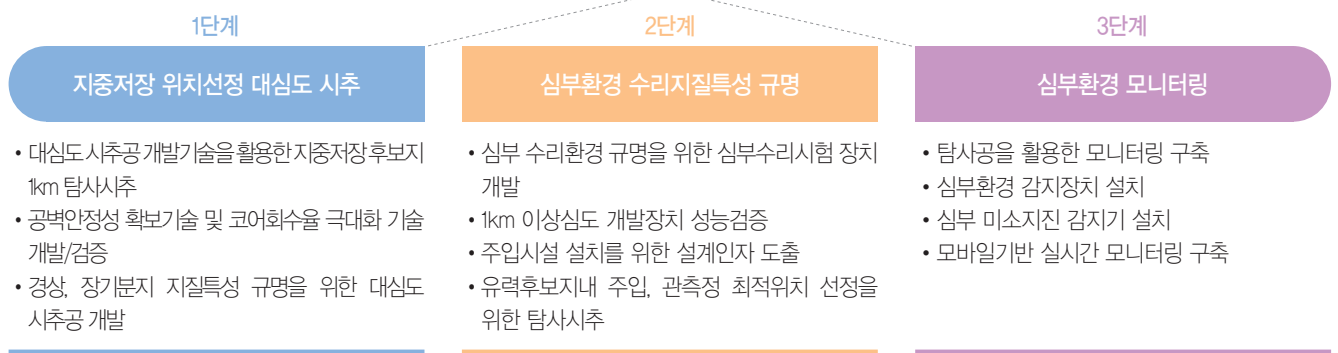 1단계
지중저장 위치선정 대심도 시추
• 대심도 시추공 개발기술을 활용한 지중저장 후보지
1km 탐사시추
• 공벽안정성 확보기술 및 코어회수율 극대화 기술
개발/검증
• 경상, 장기분지 지질특성 규명을 위한 대심도
시추공 개발
2단계
심부환경 수리지질특성 규명
• 심부 수리환경 규명을 위한 심부수리시험 장치
개발
• 1km 이상심도 개발장치 성능검증
• 주입시설 설치를 위한 설계인자 도출
• 유력후보지내 주입, 관측정 최적위치 선정을
위한 탐사시추
3단계
심부환경 모니터링
• 탐사공을 활용한 모니터링 구축
• 심부환경 감지장치 설치
• 심부 미소지진 감지기 설치
• 모바일기반 실시간 모니터링 구축